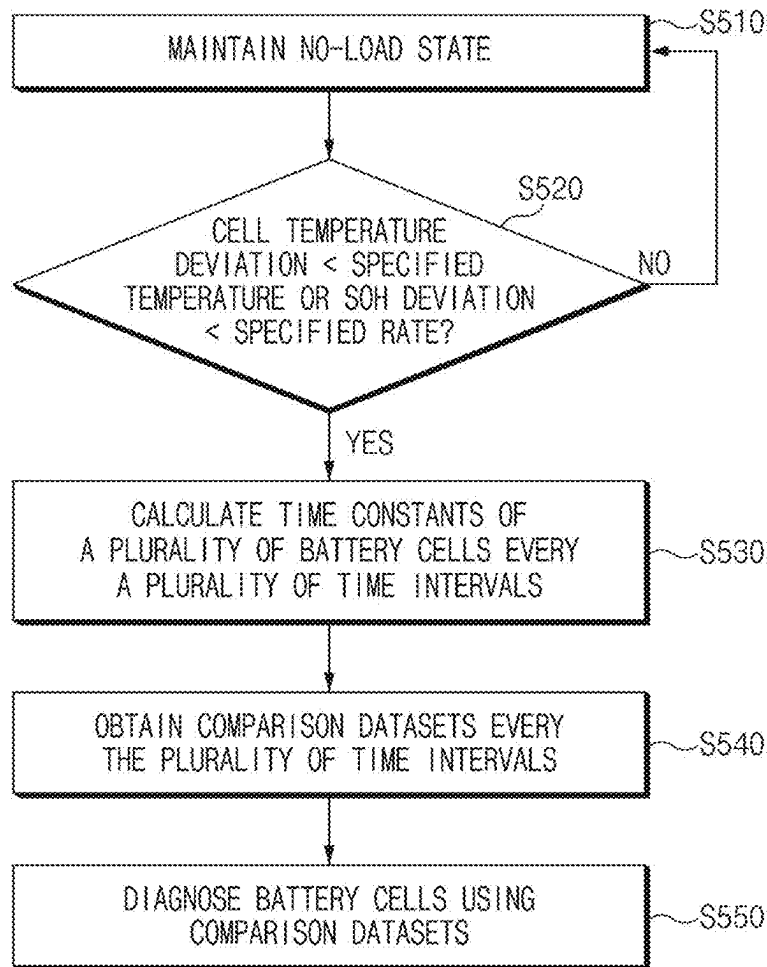 S510
MAINTAIN NO-LOAD STATE
S520
CELL TEMPERATURE
DEVIATION < SPECIFIED
TEMPERATURE OR SOH DEVIATION
< SPECIFIED RATE?
NO
YES
CALCULATE TIME CONSTANTS OF
A PLURALITY OF BATTERY CELLS EVERY
A PLURALITY OF TIME INTERVALS
S530
OBTAIN COMPARISON DATASETS EVERY
THE PLURALITY OF TIME INTERVALS
S540
DIAGNOSE BATTERY CELLS USING
COMPARISON DATASETS
S550